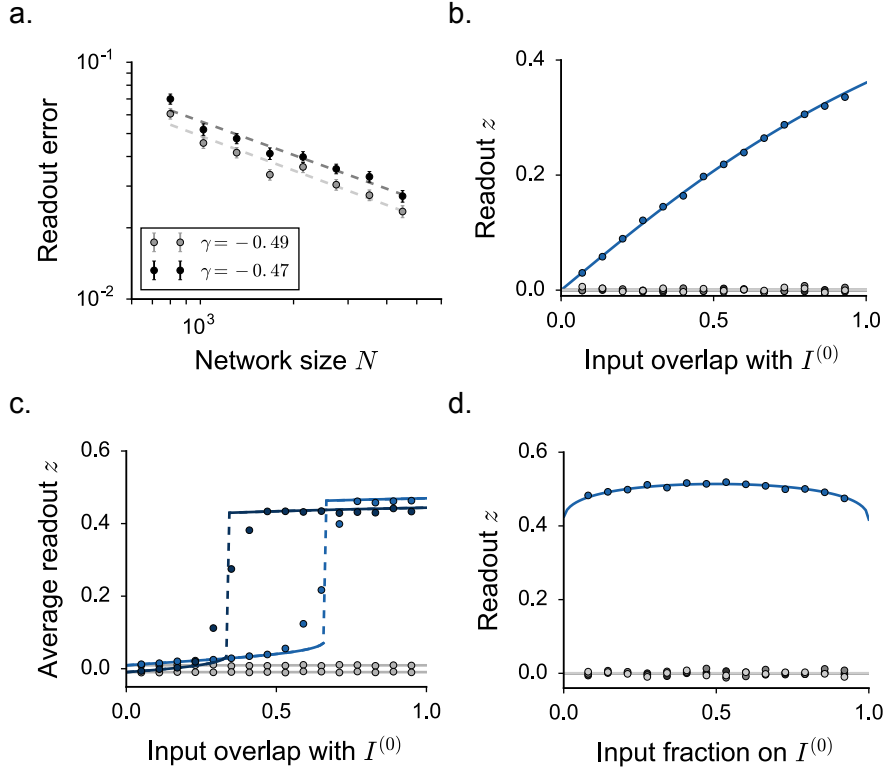 a.
10^{-1}
10^{-2}
Readout error
γ = −0.49
γ = −0.47
10^3
Network size N
b.
0.4
0.2
0.0
Readout z
0.0 0.5 1.0
Input overlap with I^{(0)}
c.
0.6
0.4
0.2
0.0
Average readout z
0.0 0.5 1.0
Input overlap with I^{(0)}
d.
0.6
0.4
0.2
0.0
Readout z
0.0 0.5 1.0
Input fraction on I^{(0)}